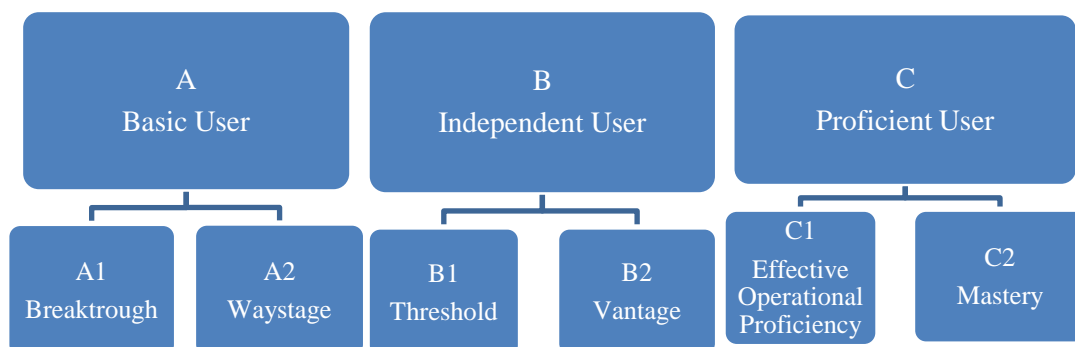 A
Basic User
B
Independent User
C
Proficient User
A1
Breaktrough
A2
Waystage
B1
Threshold
B2
Vantage
C1
Effective
Operational
Proficiency
C2
Mastery